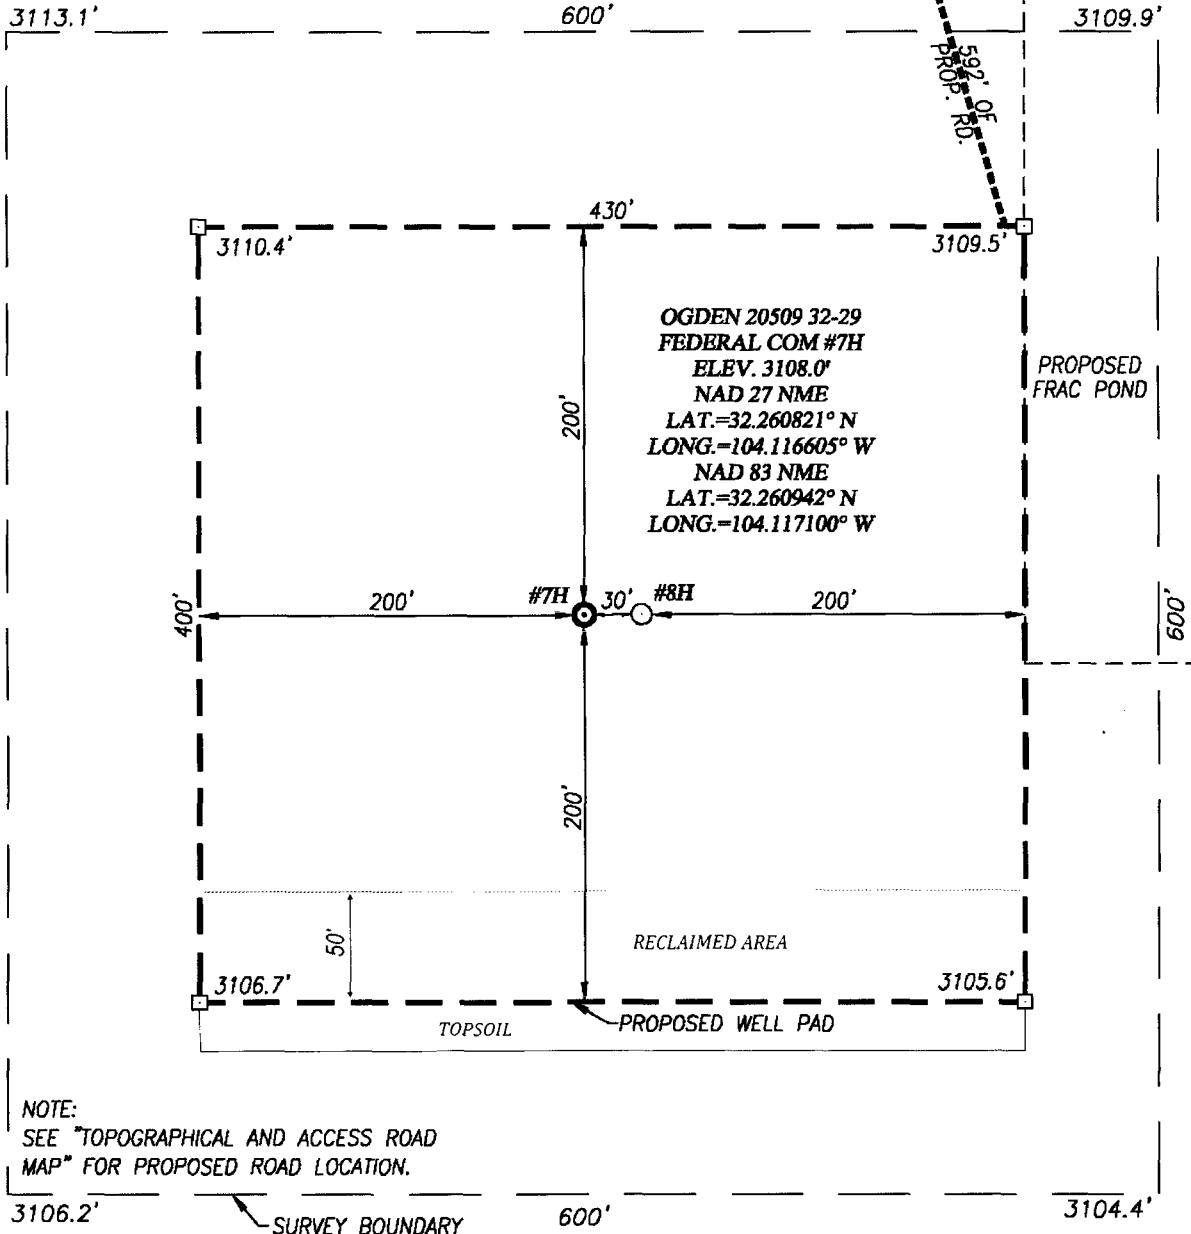 3113.1'
600'
3109.9'
592' OF
PROP. RD.
430'
3110.4'
3109.5'
OGDEN 20509 32-29
FEDERAL COM #7H
ELEV. 3108.0'
NAD 27 NME
LAT.=32.260821° N
LONG.=104.116605° W
NAD 83 NME
LAT.=32.260942° N
LONG.=104.117100° W
PROPOSED
FRAC POND
200'
400'
200'
#7H
30'
#8H
200'
600'
200'
50'
RECLAIMED AREA
3106.7'
3105.6'
TOPSOIL
PROPOSED WELL PAD
NOTE:
SEE "TOPOGRAPHICAL AND ACCESS ROAD
MAP" FOR PROPOSED ROAD LOCATION.
3106.2'
SURVEY BOUNDARY
600'
3104.4'